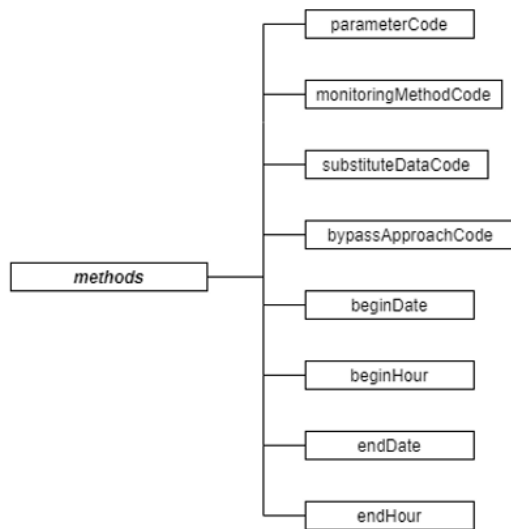 parameterCode
monitoringMethodCode
substituteDataCode
bypassApproachCode
methods
beginDate
beginHour
endDate
endHour